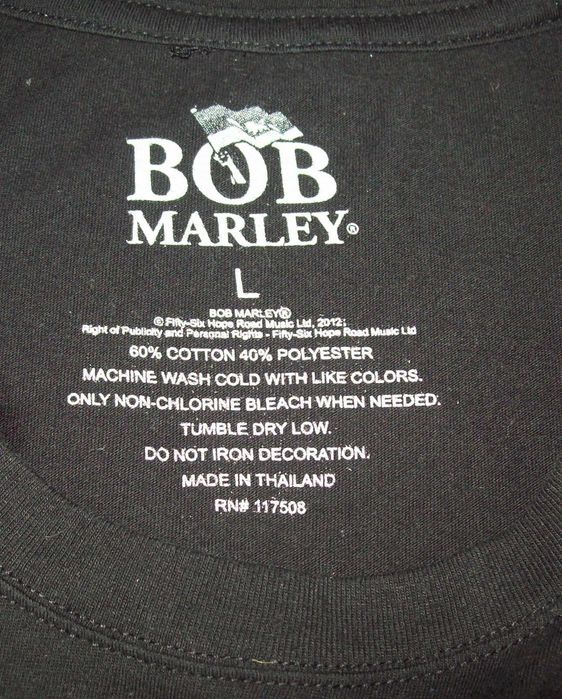 BOB
MARLEY®
L
BOB MARLEY®
© Fifty-Six Hope Road Music Ltd, 2012;
Right of Publicity and Personal Rights - Fifty-Six Hope Road Music Ltd
60% COTTON 40% POLYESTER
MACHINE WASH COLD WITH LIKE COLORS.
ONLY NON-CHLORINE BLEACH WHEN NEEDED.
TUMBLE DRY LOW.
DO NOT IRON DECORATION.
MADE IN THAILAND
RN# 117508